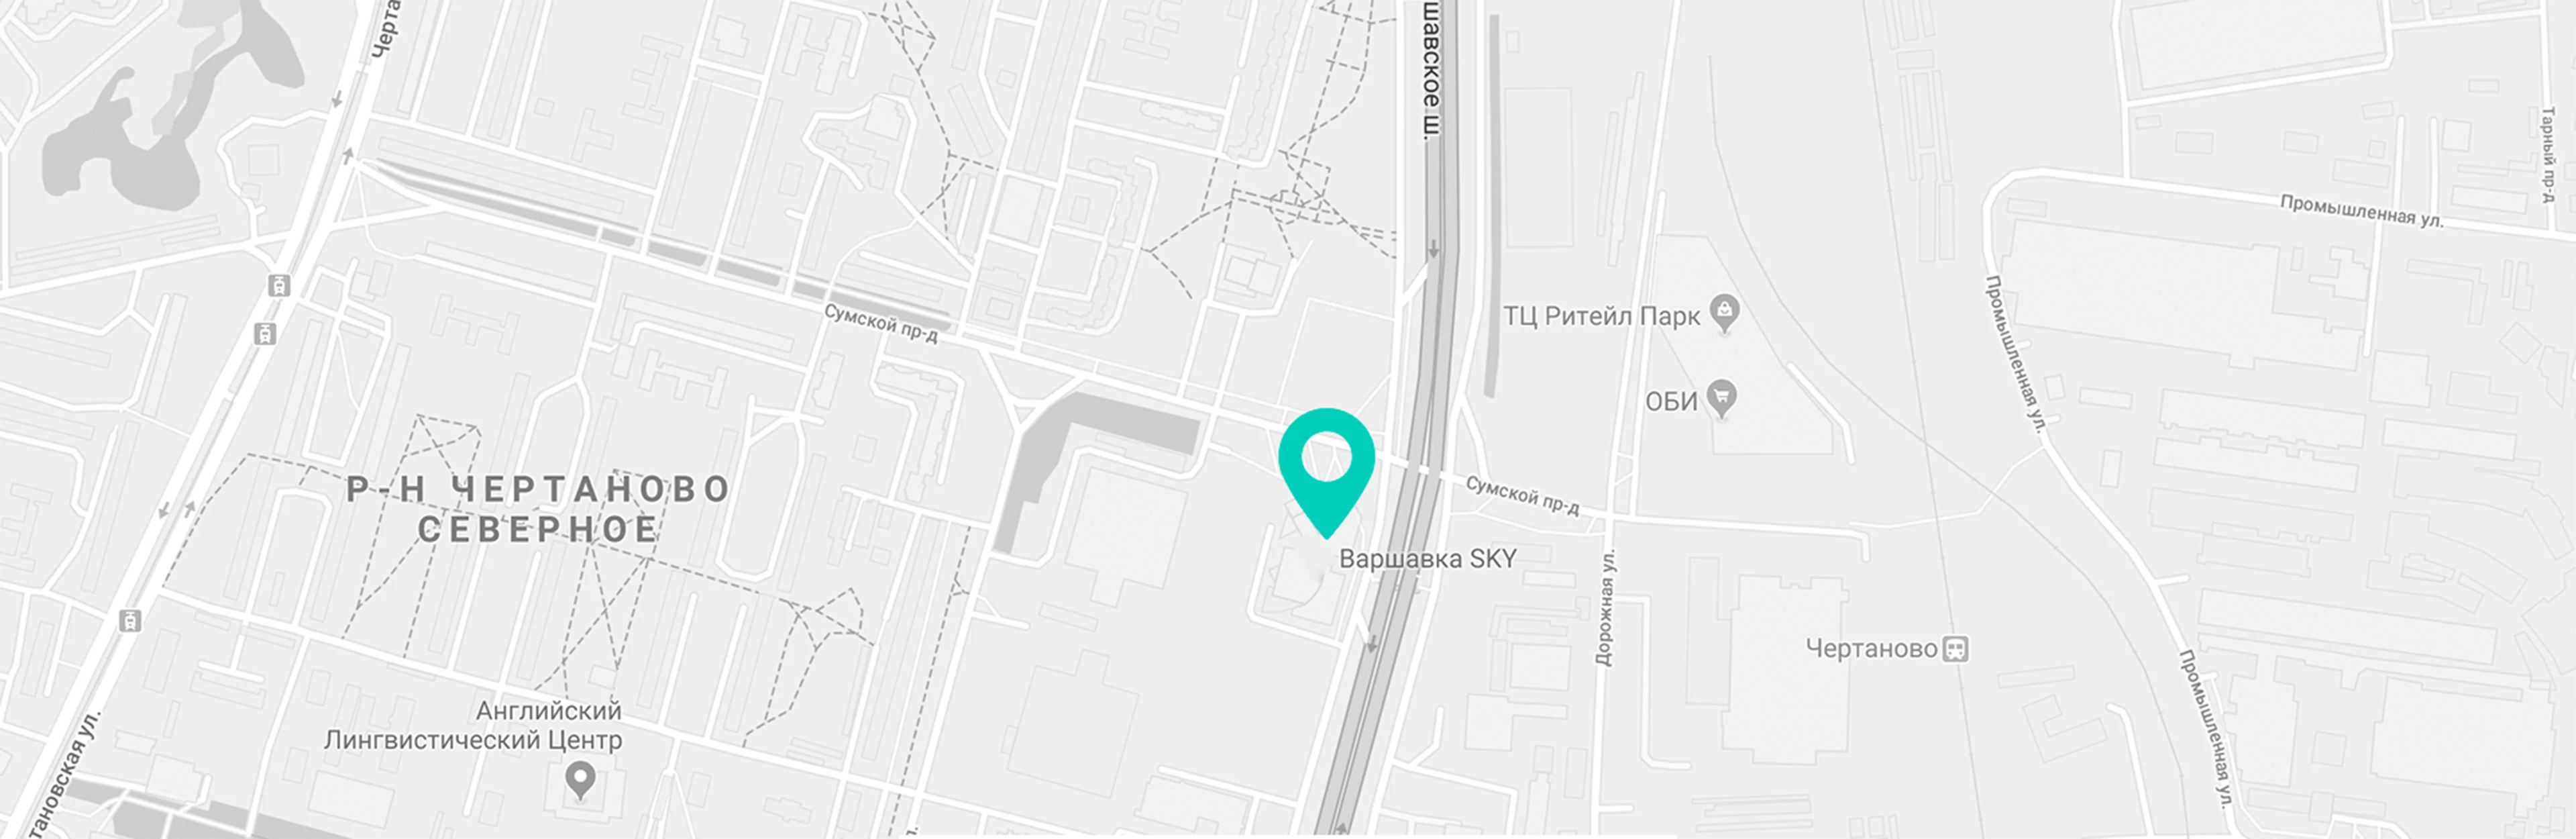 Черта
шавское ш.
Тарный пр-д
Промышленная ул.
Промышленная ул.
Сумской пр-д
ТЦ Ритейл Парк
ОБИ
Р-Н ЧЕРТАНОВО
СЕВЕРНОЕ
Сумской пр-д
Варшавка SKY
Дорожная ул.
Чертаново
Промышленная ул.
Английский
Лингвистический Центр
тановская ул.
л.